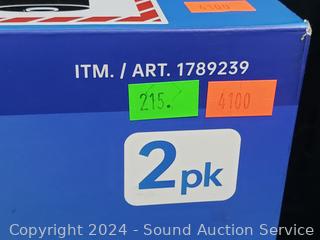 4100
ITM. / ART. 1789239
215.
4100
2pk
Copyright © 2024 - Sound Auction Service